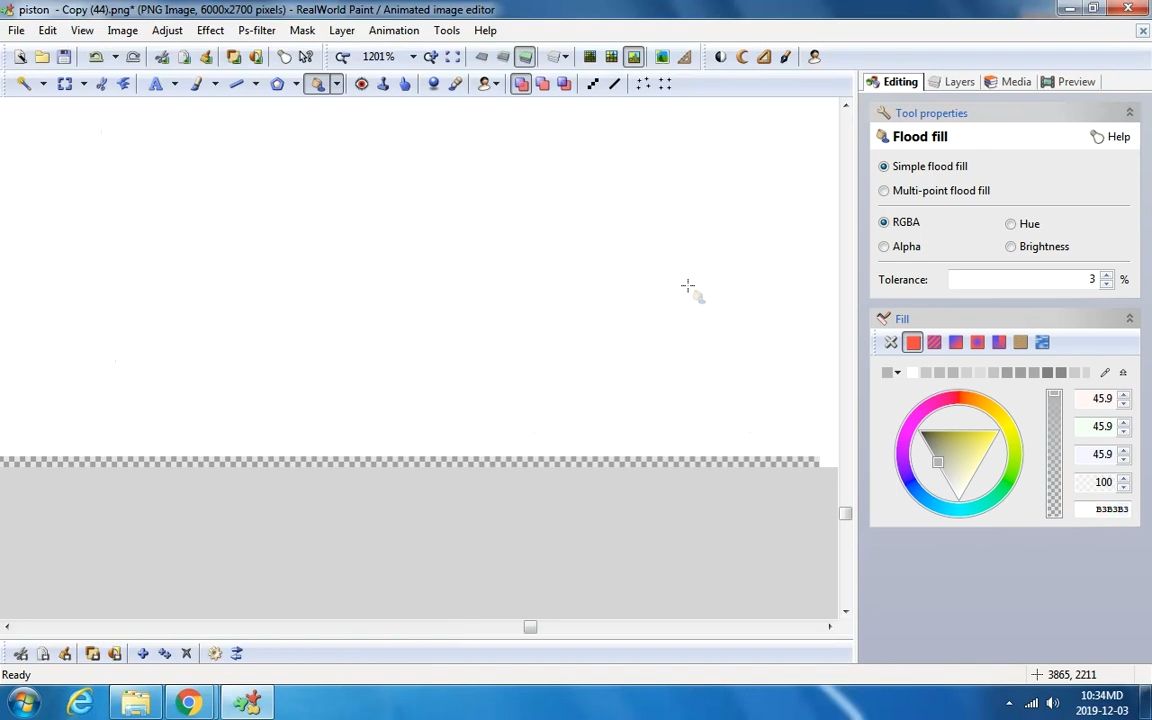 piston - Copy (44).png* (PNG Image, 6000x2700 pixels) - RealWorld Paint / Animated image editor
File Edit View Image Adjust Effect Ps-filter Mask Layer Animation Tools Help
1201%
Editing Layers Media Preview
Tool properties
Flood fill Help
Simple flood fill
Multi-point flood fill
RGBA Hue
Alpha Brightness
Tolerance: 3 %
Fill
45.9
45.9
45.9
100
B3B3B3
Ready 3865, 2211
10:34MD
2019-12-03